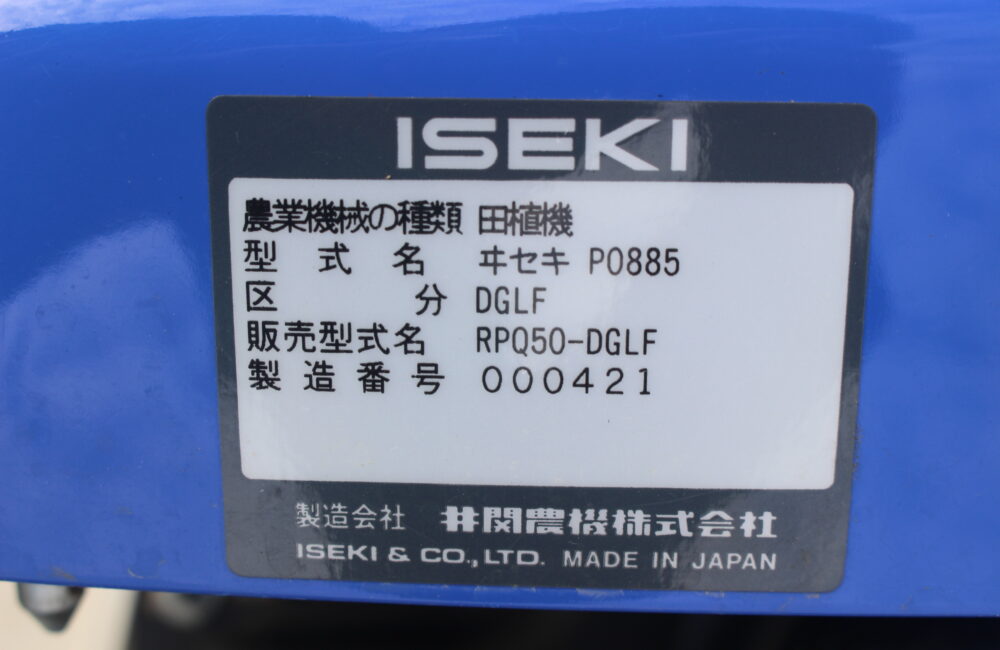 ISEKI
農業機械の種類 田植機
型式名 ヰセキ PO885
区分 DGLF
販売型式名 RPQ50-DGLF
製造番号 000421
製造会社 井関農機株式会社
ISEKI & CO.,LTD. MADE IN JAPAN